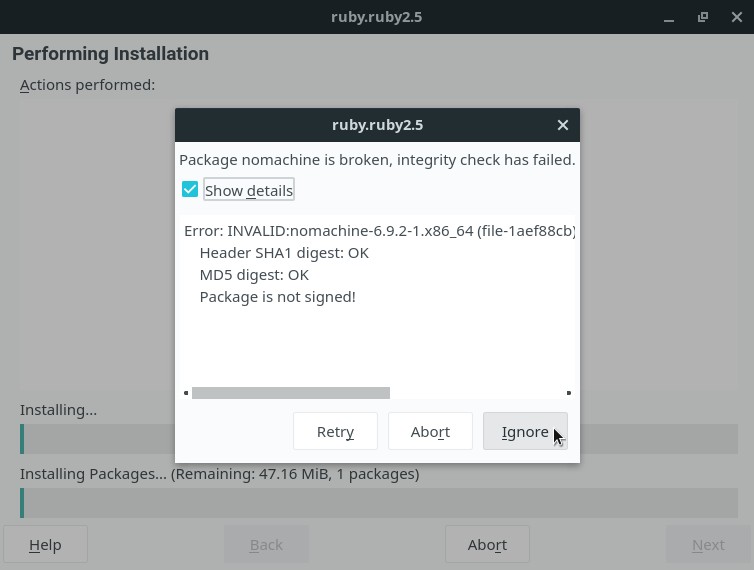 ruby.ruby2.5
Performing Installation
Actions performed:
ruby.ruby2.5
Package nomachine is broken, integrity check has failed.
Show details
Error: INVALID:nomachine-6.9.2-1.x86_64 (file-1aef88cb)
Header SHA1 digest: OK
MD5 digest: OK
Package is not signed!
Retry Abort Ignore
Installing...
Installing Packages... (Remaining: 47.16 MiB, 1 packages)
Help Back Abort Next